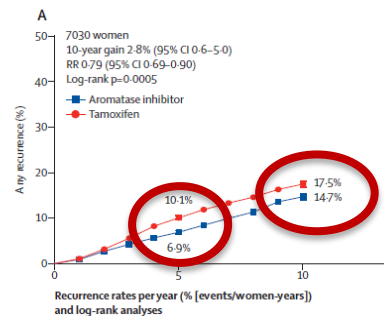 A
50
7030 women
10-year gain 2·8% (95% CI 0·6–5·0)
RR 0·79 (95% CI 0·69–0·90)
Log-rank p=0·0005
Aromatase inhibitor
Tamoxifen
40
30
20
10
0
Any recurrence (%)
10·1%
6·9%
17·5%
14·7%
0
5
10
Recurrence rates per year (% [events/women-years])
and log-rank analyses